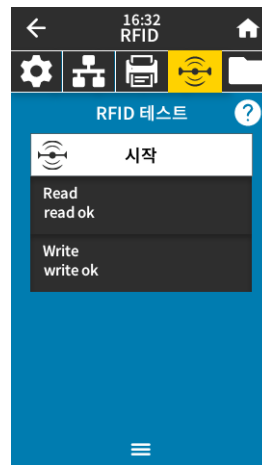 16:32
RFID
RFID 테스트
?
시작
Read
read ok
Write
write ok